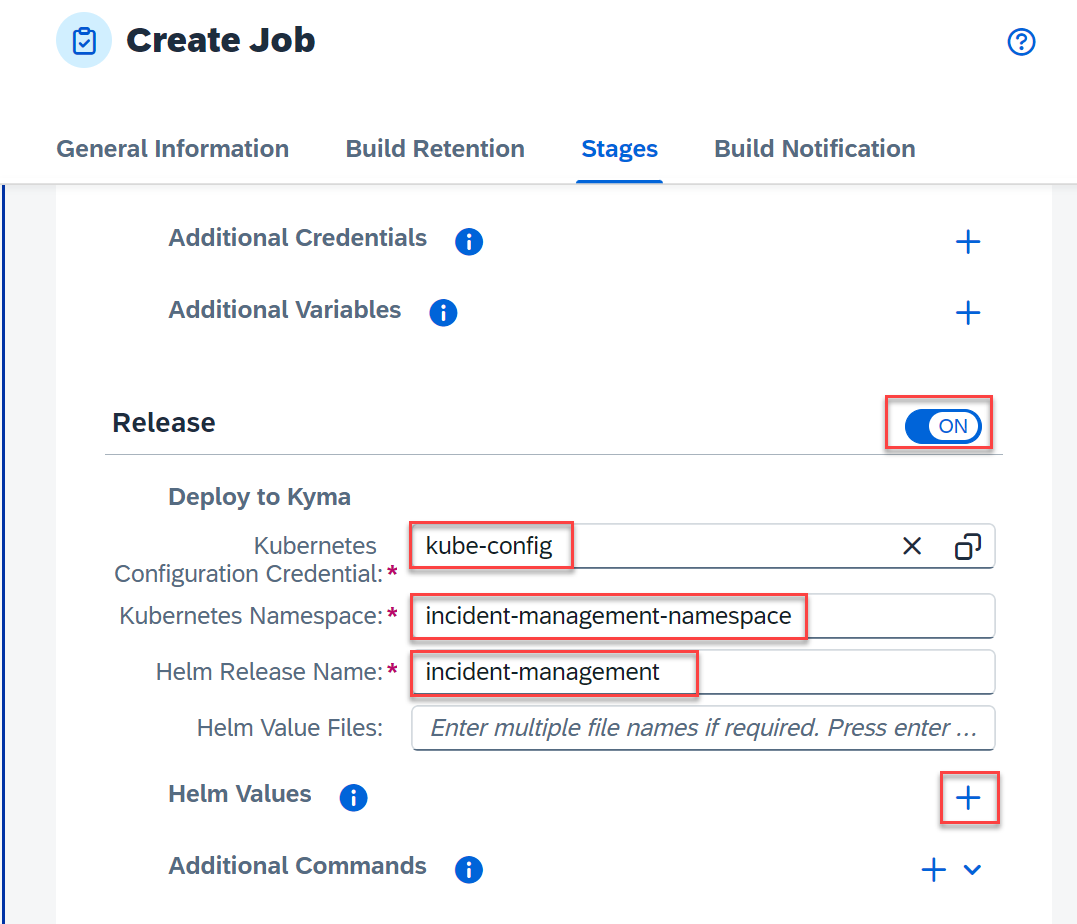 Create Job
General Information Build Retention Stages Build Notification
Additional Credentials
Additional Variables
Release ON
Deploy to Kyma
Kubernetes
Configuration Credential:* kube-config
Kubernetes Namespace:* incident-management-namespace
Helm Release Name:* incident-management
Helm Value Files: Enter multiple file names if required. Press enter ...
Helm Values
Additional Commands